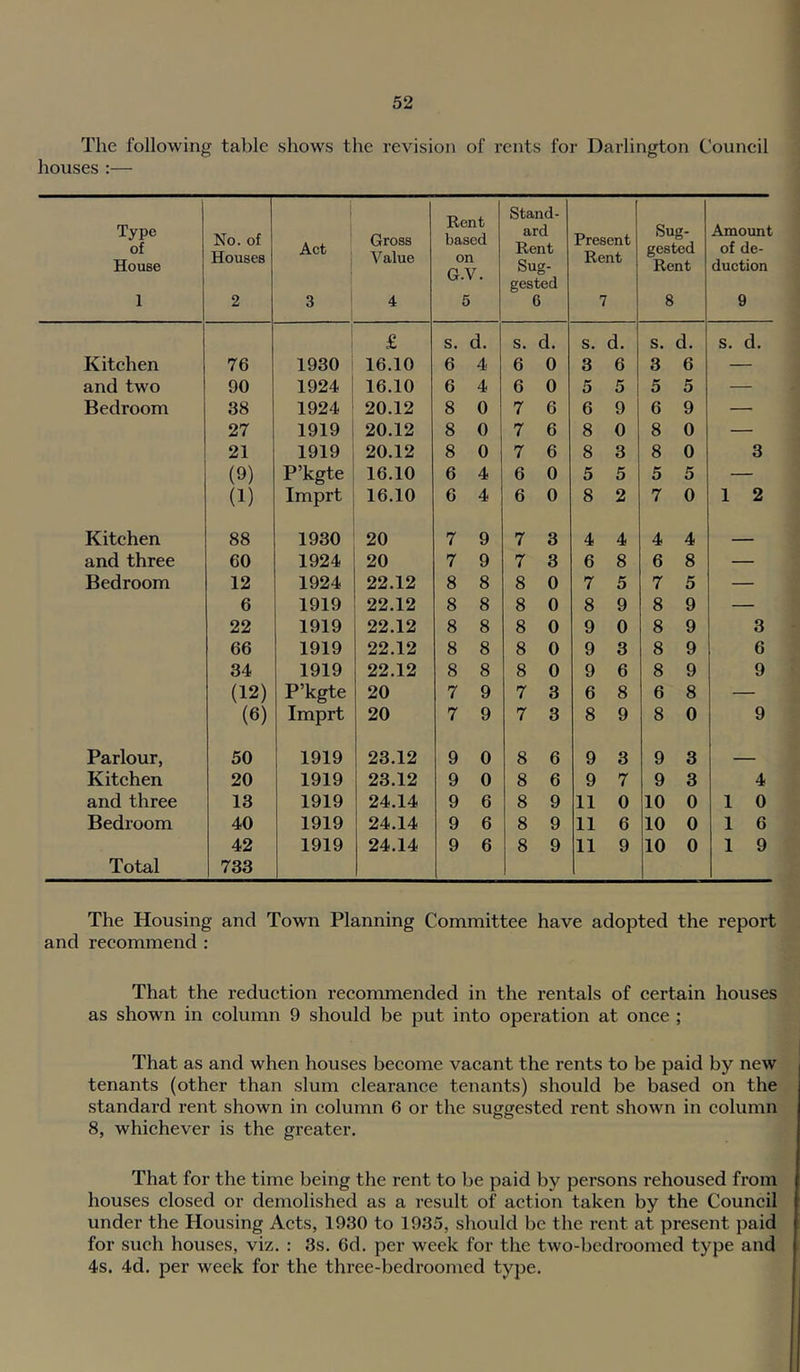 52
The following table shows the revision of rents for Darlington Council
houses :—
Type of House 1 | No. of Houses 2 | Act 3 | Gross Value 4 | Rent based on G.V. 5 | Stand- ard Rent Sug- gested 6 | Present Rent 7 | Sug- gested Rent 8 | Amount of de- duction 9
£ | s. d. | s. d. | s. d. | s. d. | s. d.
Kitchen | 76 | 1930 | 16.10 | 6 4 | 6 0 | 3 6 | 3 6 | —
and two | 90 | 1924 | 16.10 | 6 4 | 6 0 | 5 5 | 5 5 | —
Bedroom | 38 | 1924 | 20.12 | 8 0 | 7 6 | 6 9 | 6 9 | —
27 | 1919 | 20.12 | 8 0 | 7 6 | 8 0 | 8 0 | —
21 | 1919 | 20.12 | 8 0 | 7 6 | 8 3 | 8 0 | 3
(9) | P’kgte | 16.10 | 6 4 | 6 0 | 5 5 | 5 5 | —
(1) | Imprt | 16.10 | 6 4 | 6 0 | 8 2 | 7 0 | 1 2
Kitchen | 88 | 1930 | 20 | 7 9 | 7 3 | 4 4 | 4 4 | —
and three | 60 | 1924 | 20 | 7 9 | 7 3 | 6 8 | 6 8 | —
Bedroom | 12 | 1924 | 22.12 | 8 8 | 8 0 | 7 5 | 7 5 | —
6 | 1919 | 22.12 | 8 8 | 8 0 | 8 9 | 8 9 | —
22 | 1919 | 22.12 | 8 8 | 8 0 | 9 0 | 8 9 | 3
66 | 1919 | 22.12 | 8 8 | 8 0 | 9 3 | 8 9 | 6
34 | 1919 | 22.12 | 8 8 | 8 0 | 9 6 | 8 9 | 9
(12) | P’kgte | 20 | 7 9 | 7 3 | 6 8 | 6 8 | —
(6) | Imprt | 20 | 7 9 | 7 3 | 8 9 | 8 0 | 9
Parlour, | 50 | 1919 | 23.12 | 9 0 | 8 6 | 9 3 | 9 3 | —
Kitchen | 20 | 1919 | 23.12 | 9 0 | 8 6 | 9 7 | 9 3 | 4
and three | 13 | 1919 | 24.14 | 9 6 | 8 9 | 11 0 | 10 0 | 1 0
Bedroom | 40 | 1919 | 24.14 | 9 6 | 8 9 | 11 6 | 10 0 | 1 6
42 | 1919 | 24.14 | 9 6 | 8 9 | 11 9 | 10 0 | 1 9
Total | 733
The Housing and Town Planning Committee have adopted the report
and recommend :
That the reduction recommended in the rentals of certain houses
as shown in column 9 should be put into operation at once ;
That as and when houses become vacant the rents to be paid by new
tenants (other than slum clearance tenants) should be based on the
standard rent shown in column 6 or the suggested rent shown in column
8, whichever is the greater.
That for the time being the rent to be paid by persons rehoused from
houses closed or demolished as a result of action taken by the Council
under the Housing Acts, 1930 to 1935, should be the rent at present paid
for such houses, viz. : 3s. 6d. per week for the two-bedroomed type and
4s. 4d. per week for the three-bedroomed type.